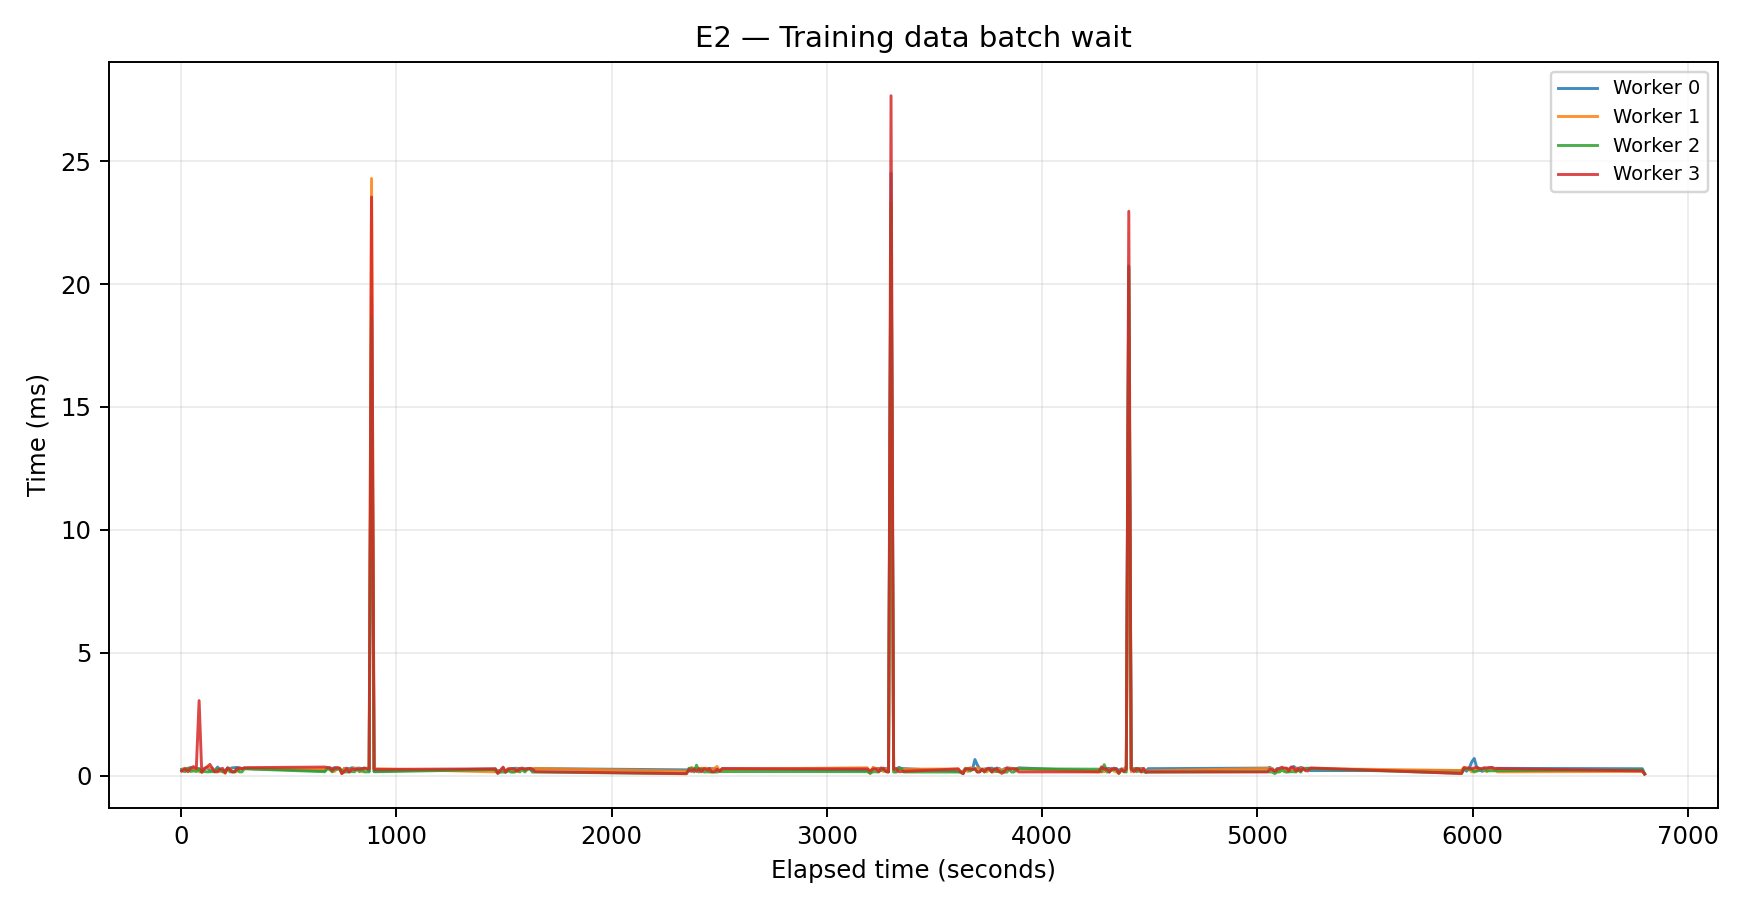 E2 — Training data batch wait
Worker 0
Worker 1
Worker 2
Worker 3
Time (ms)
25
20
15
10
5
0
0 1000 2000 3000 4000 5000 6000 7000
Elapsed time (seconds)